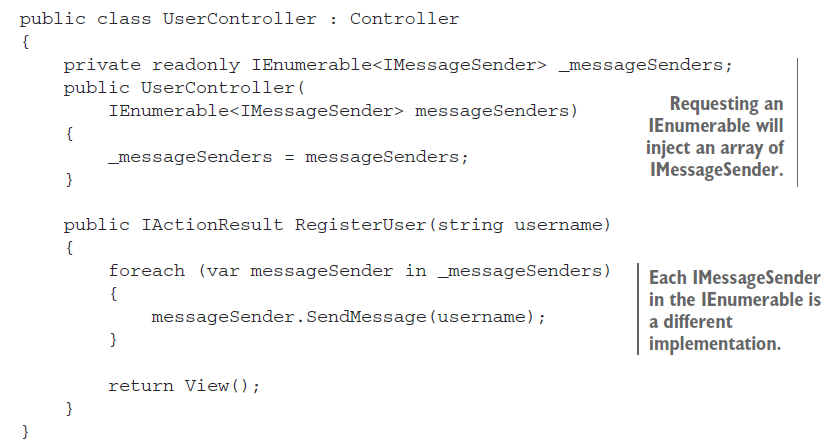 public class UserController : Controller
{
private readonly IEnumerable<IMessageSender> _messageSenders;
public UserController(
IEnumerable<IMessageSender> messageSenders)
{
_messageSenders = messageSenders;
}
Requesting an
IEnumerable will
inject an array of
IMessageSender.
public IActionResult RegisterUser(string username)
{
foreach (var messageSender in _messageSenders)
{
messageSender.SendMessage(username);
}
Each IMessageSender
in the IEnumerable is
a different
implementation.
return View();
}
}